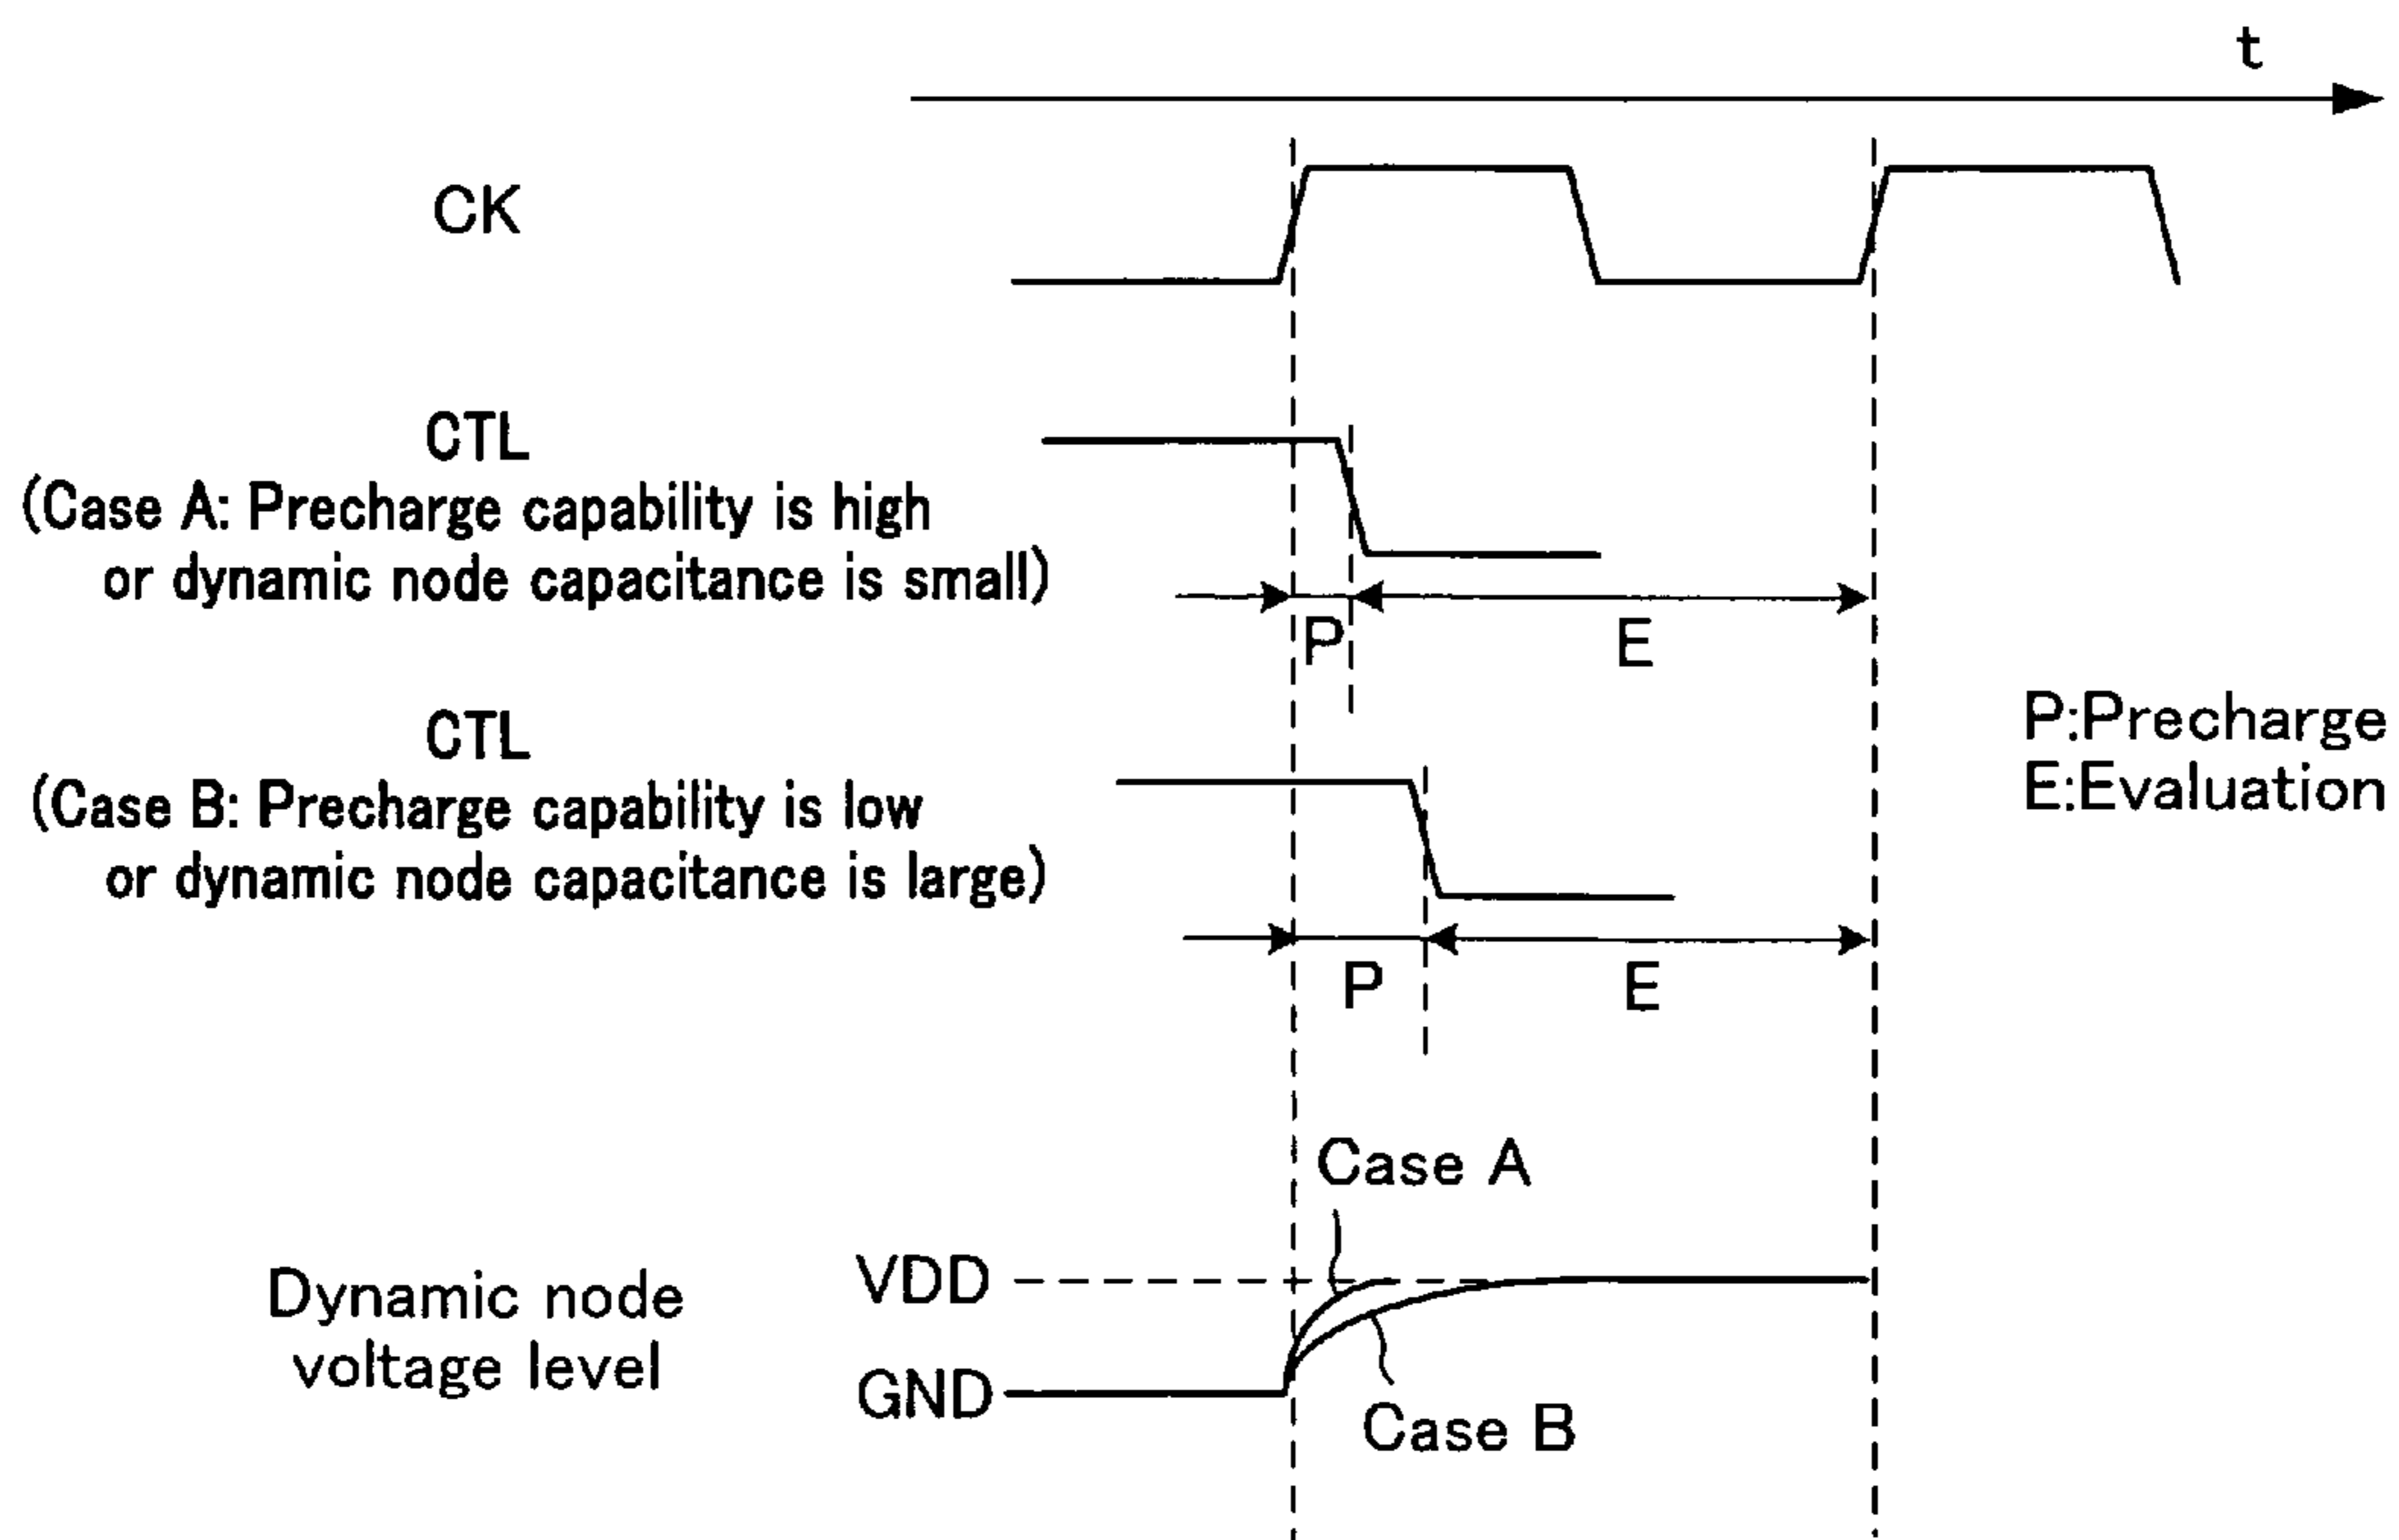 t
CK
CTL
(Case A: Precharge capability is high
or dynamic node capacitance is small)
P
E
CTL
(Case B: Precharge capability is low
or dynamic node capacitance is large)
P
E
P:Precharge
E:Evaluation
Case A
VDD
Dynamic node
voltage level
GND
Case B